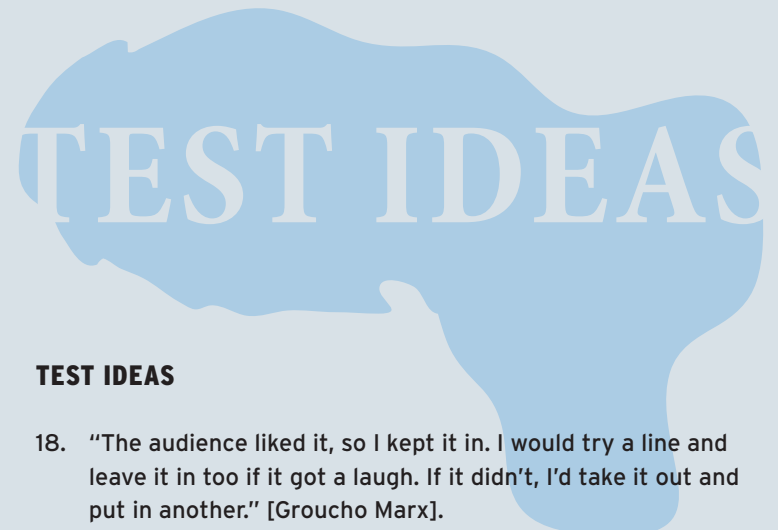 TEST IDEAS
TEST IDEAS
18. “The audience liked it, so I kept it in. I would try a line and
leave it in too if it got a laugh. If it didn’t, I’d take it out and
put in another.” [Groucho Marx].